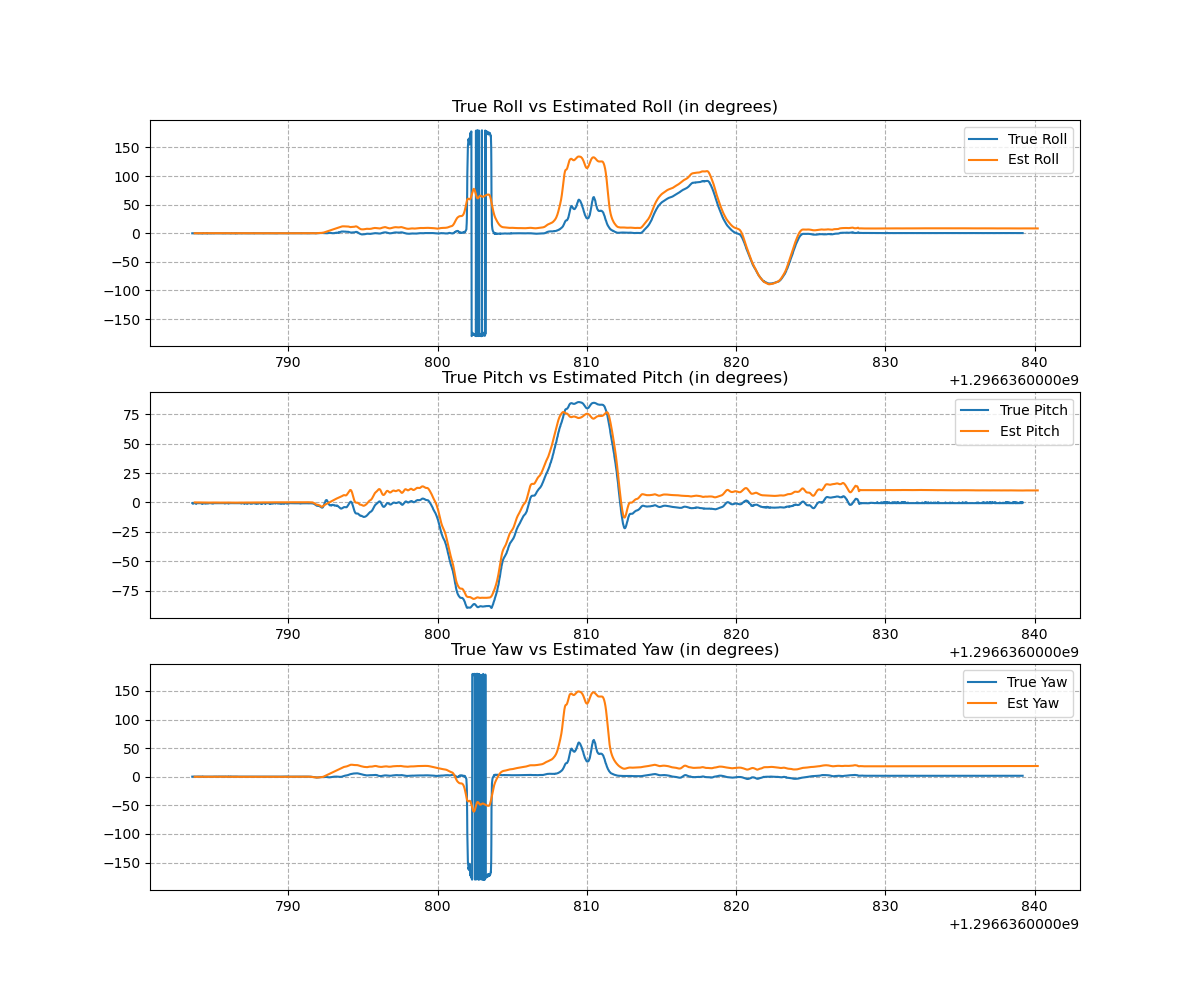 True Roll vs Estimated Roll (in degrees)
150
100
50
0
−50
−100
−150
True Roll
Est Roll
790 800 810 820 830 840
+1.2966360000e9
True Pitch vs Estimated Pitch (in degrees)
75
50
25
0
−25
−50
−75
True Pitch
Est Pitch
790 800 810 820 830 840
+1.2966360000e9
True Yaw vs Estimated Yaw (in degrees)
150
100
50
0
−50
−100
−150
True Yaw
Est Yaw
790 800 810 820 830 840
+1.2966360000e9